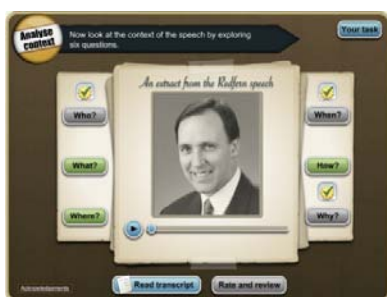 Analyse
context
Now look at the context of the speech by exploring
six questions.
Your task
An extract from the Redfern speech
Who?
What?
Where?
When?
How?
Why?
Read transcript
Rate and review
Acknowledgements